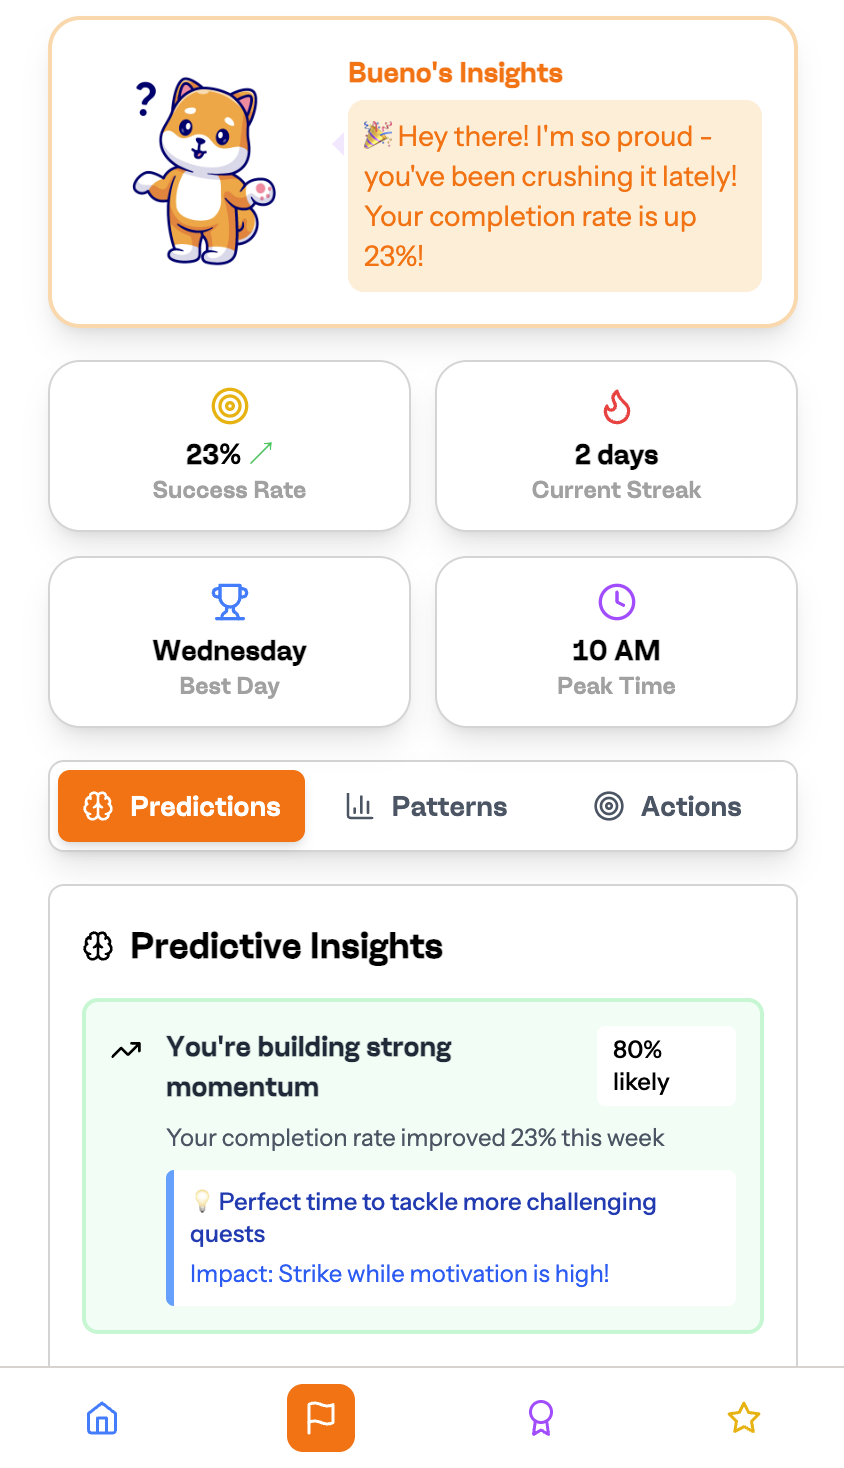 ?
Bueno's Insights
🎉 Hey there! I'm so proud -
you've been crushing it lately!
Your completion rate is up
23%!
23%
Success Rate
2 days
Current Streak
Wednesday
Best Day
10 AM
Peak Time
Predictions
Patterns
Actions
Predictive Insights
You're building strong
momentum
80%
likely
Your completion rate improved 23% this week
💡 Perfect time to tackle more challenging
quests
Impact: Strike while motivation is high!